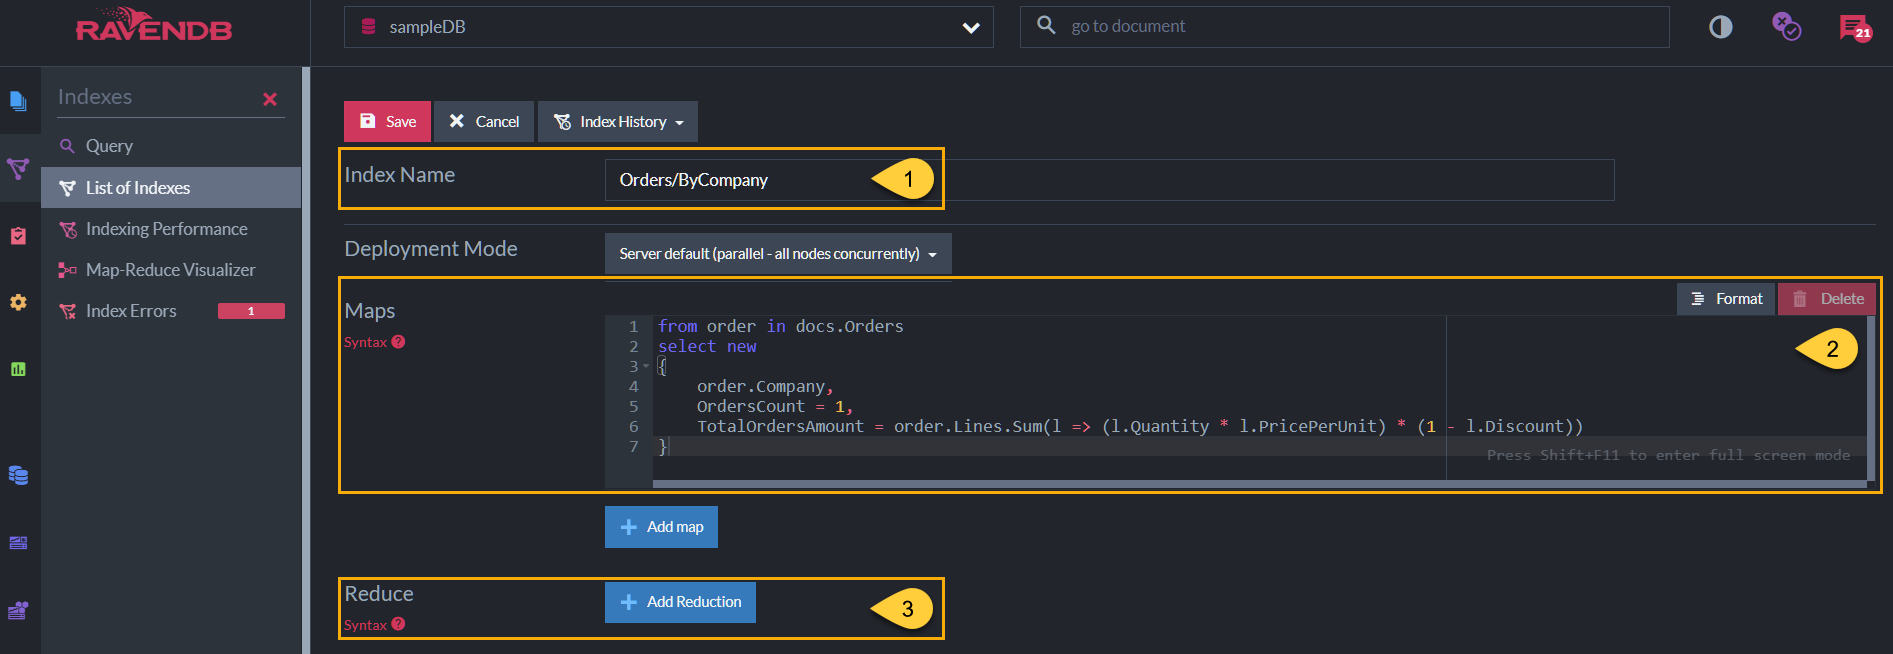 RAVENDB
sampleDB
go to document
21
Indexes
Query
List of Indexes
Indexing Performance
Map-Reduce Visualizer
Index Errors 1
Save Cancel Index History
Index Name Orders/ByCompany 1
Deployment Mode Server default (parallel - all nodes concurrently)
Maps Format Delete
Syntax ?
2
1 from order in docs.Orders
2 select new
3 {
4 order.Company,
5 OrdersCount = 1,
6 TotalOrdersAmount = order.Lines.Sum(l => (l.Quantity * l.PricePerUnit) * (1 - l.Discount))
7 }
Press Shift+F11 to enter full screen mode
Add map
Reduce Add Reduction 3
Syntax ?